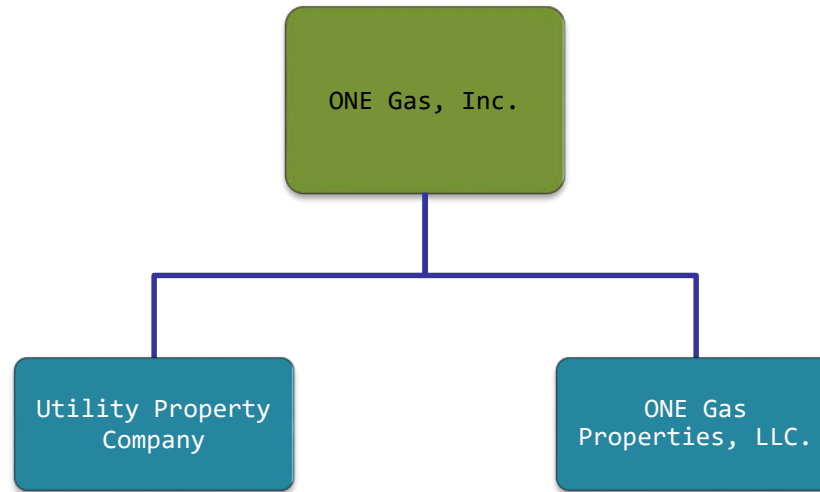 ONE Gas, Inc.
Utility Property
Company
ONE Gas
Properties, LLC.